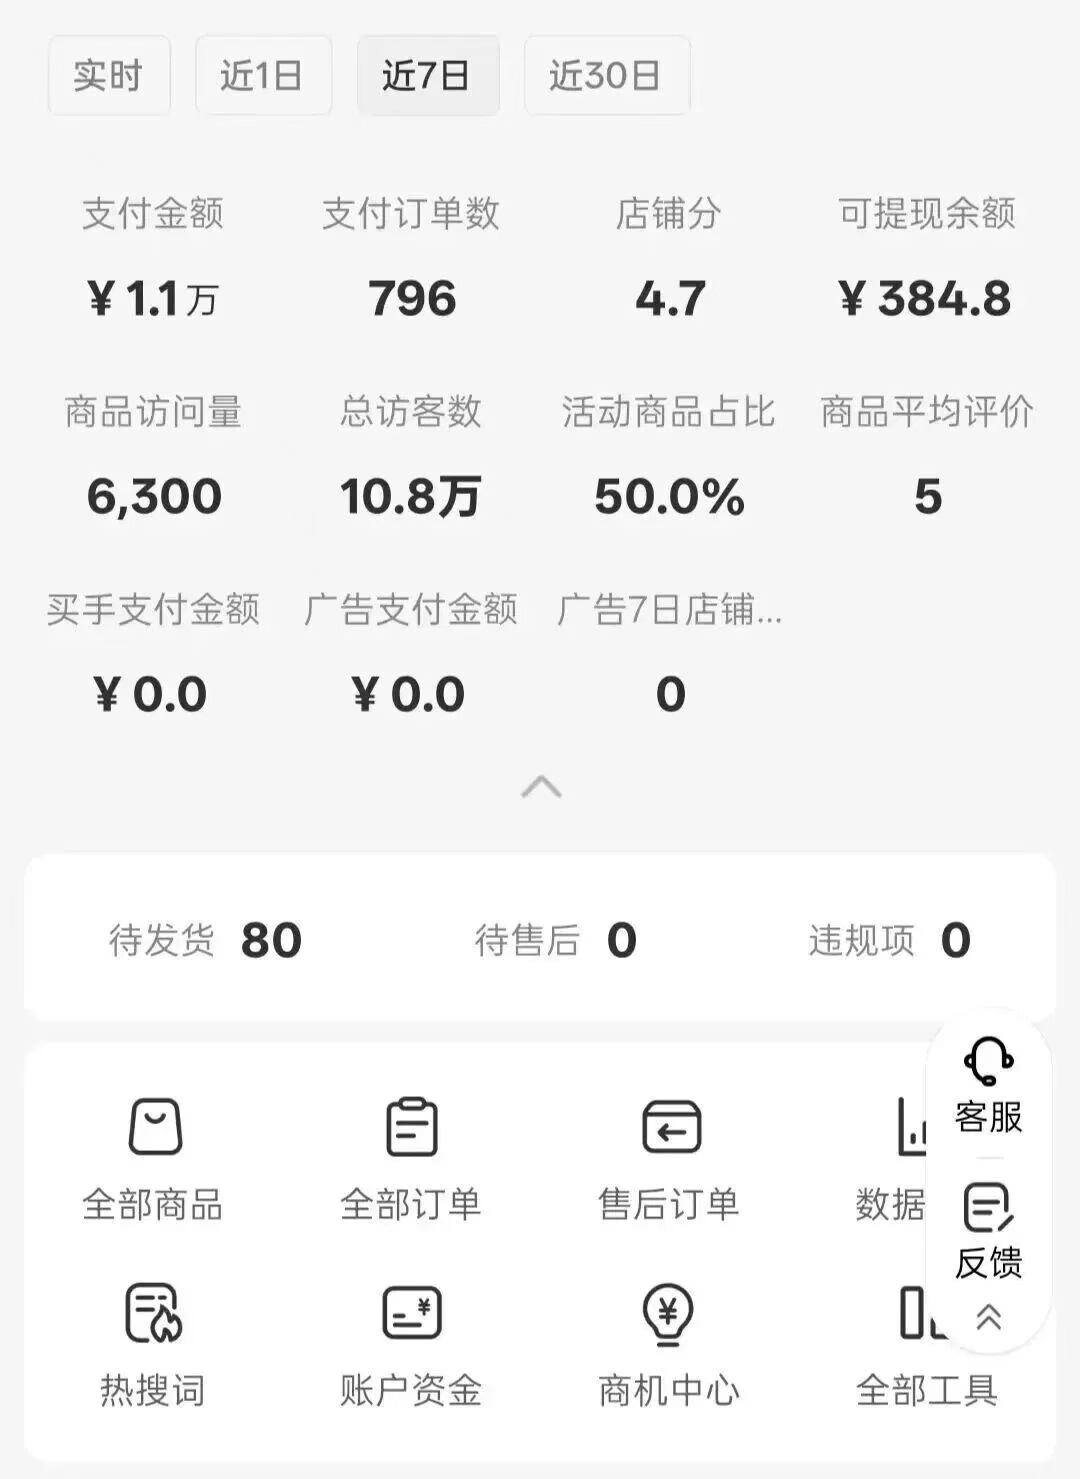 实时 近1日 近7日 近30日
支付金额 支付订单数 店铺分 可提现余额
¥1.1万 796 4.7 ¥384.8
商品访问量 总访客数 活动商品占比 商品平均评价
6,300 10.8万 50.0% 5
买手支付金额 广告支付金额 广告7日店铺...
¥0.0 ¥0.0 0
待发货 80 待售后 0 违规项 0
客服
全部商品 全部订单 售后订单 数据
反馈
热搜词 账户资金 商机中心 全部工具